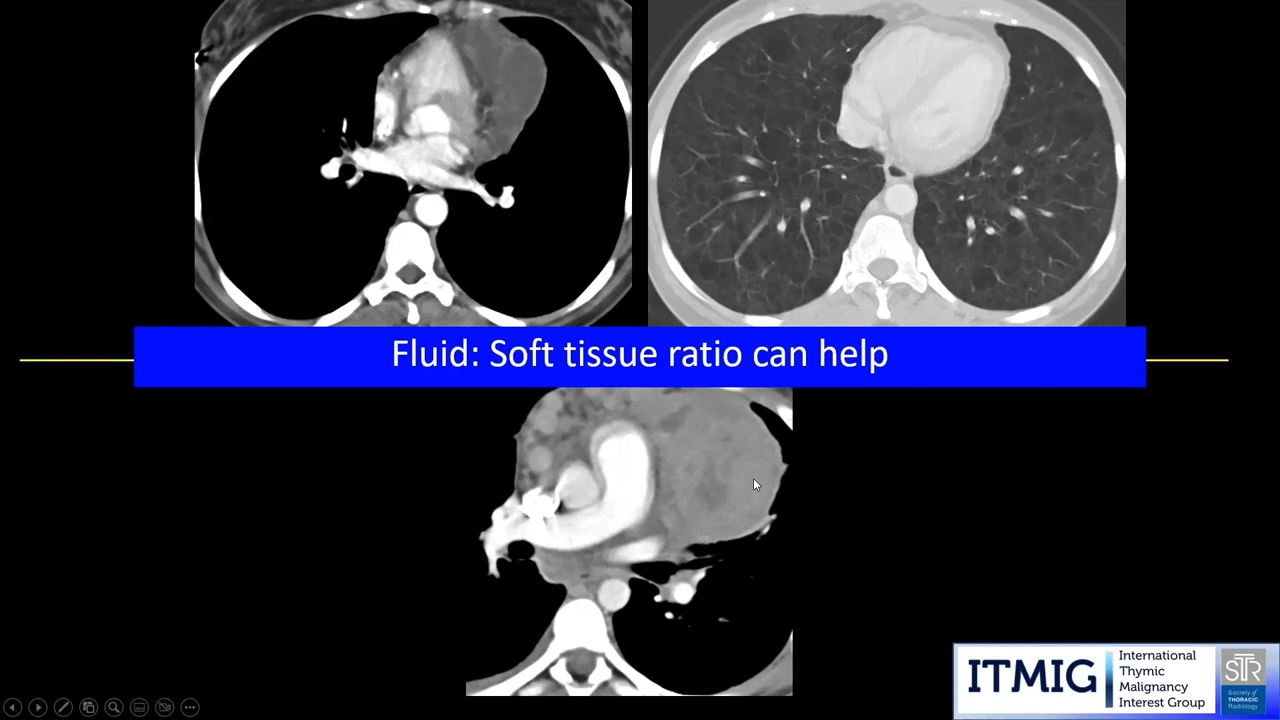 Fluid: Soft tissue ratio can help
ITMIG
International
Thymic
Malignancy
Interest Group
STR
Society of
THORACIC
Radiology